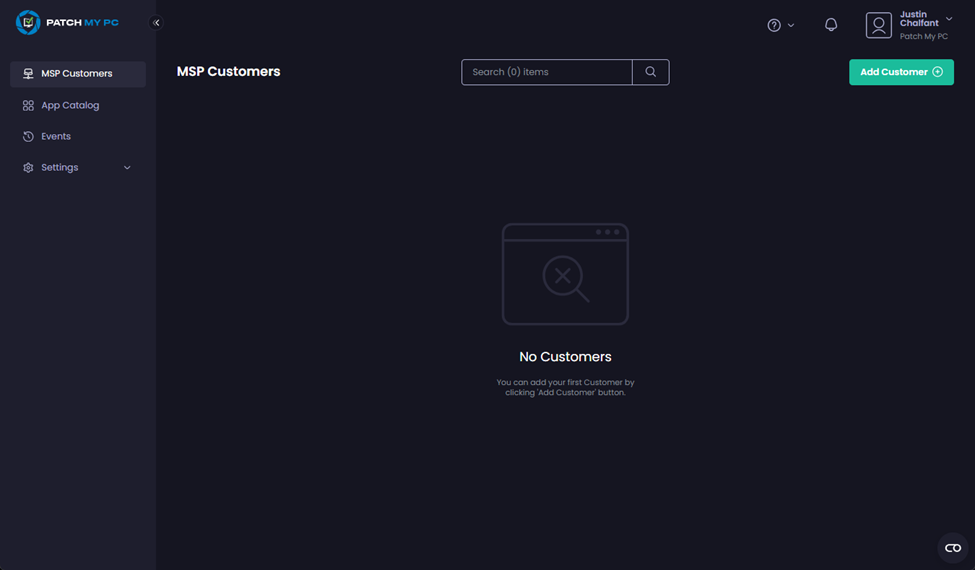 PATCH MY PC
Justin
Chalfant
Patch My PC
MSP Customers
App Catalog
Events
Settings
MSP Customers
Search (0) items
Add Customer
No Customers
You can add your first Customer by
clicking 'Add Customer' button.